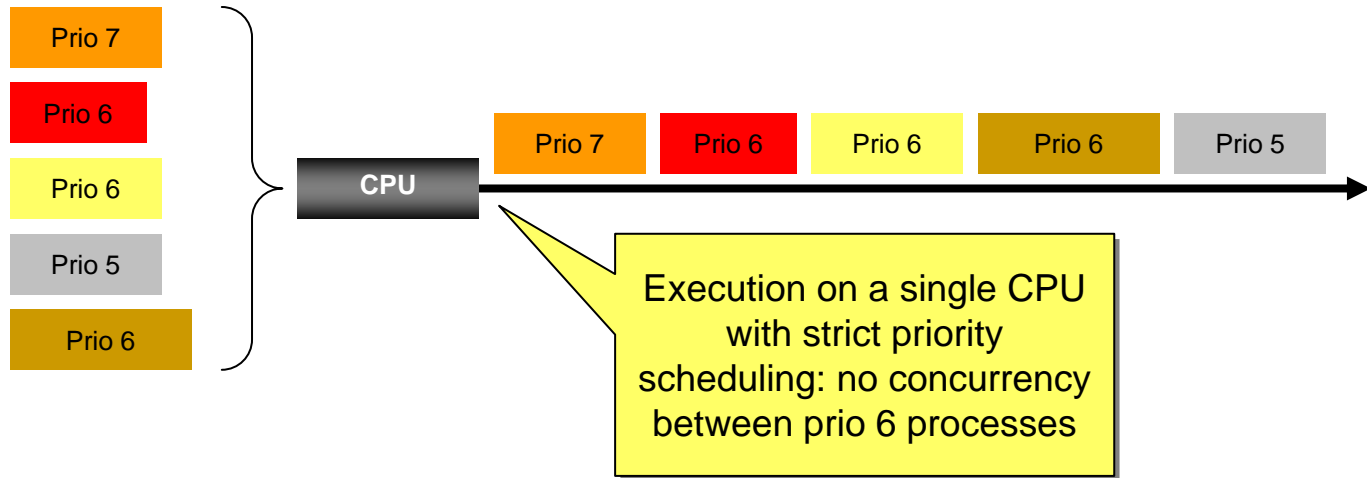 Prio 7
Prio 6
Prio 6
Prio 5
Prio 6
CPU
Prio 7
Prio 6
Prio 6
Prio 6
Prio 5
Execution on a single CPU
with strict priority
scheduling: no concurrency
between prio 6 processes